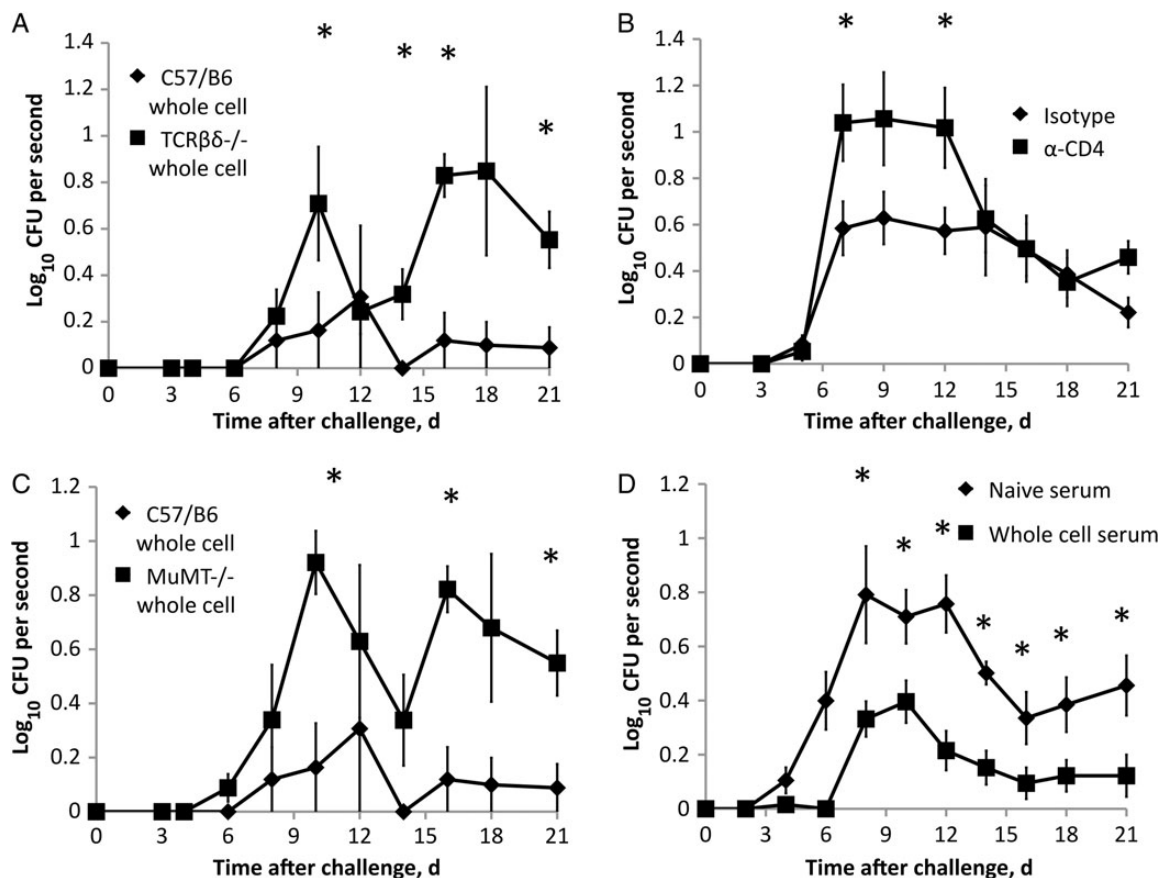 A
1.4
1.2
1
0.8
0.6
0.4
0.2
0
Log10 CFU per second
C57/B6
whole cell
TCRβδ-/-
whole cell
* * * *
0 3 6 9 12 15 18 21
Time after challenge, d
B
1.4
1.2
1
0.8
0.6
0.4
0.2
0
Log10 CFU per second
* *
Isotype
α-CD4
0 3 6 9 12 15 18 21
Time after challenge, d
C
1.2
1
0.8
0.6
0.4
0.2
0
Log10 CFU per second
C57/B6
whole cell
MuMT-/-
whole cell
* * *
0 3 6 9 12 15 18 21
Time after challenge, d
D
1.2
1
0.8
0.6
0.4
0.2
0
Log10 CFU per second
Naive serum
Whole cell serum
* * * * * * *
0 3 6 9 12 15 18 21
Time after challenge, d